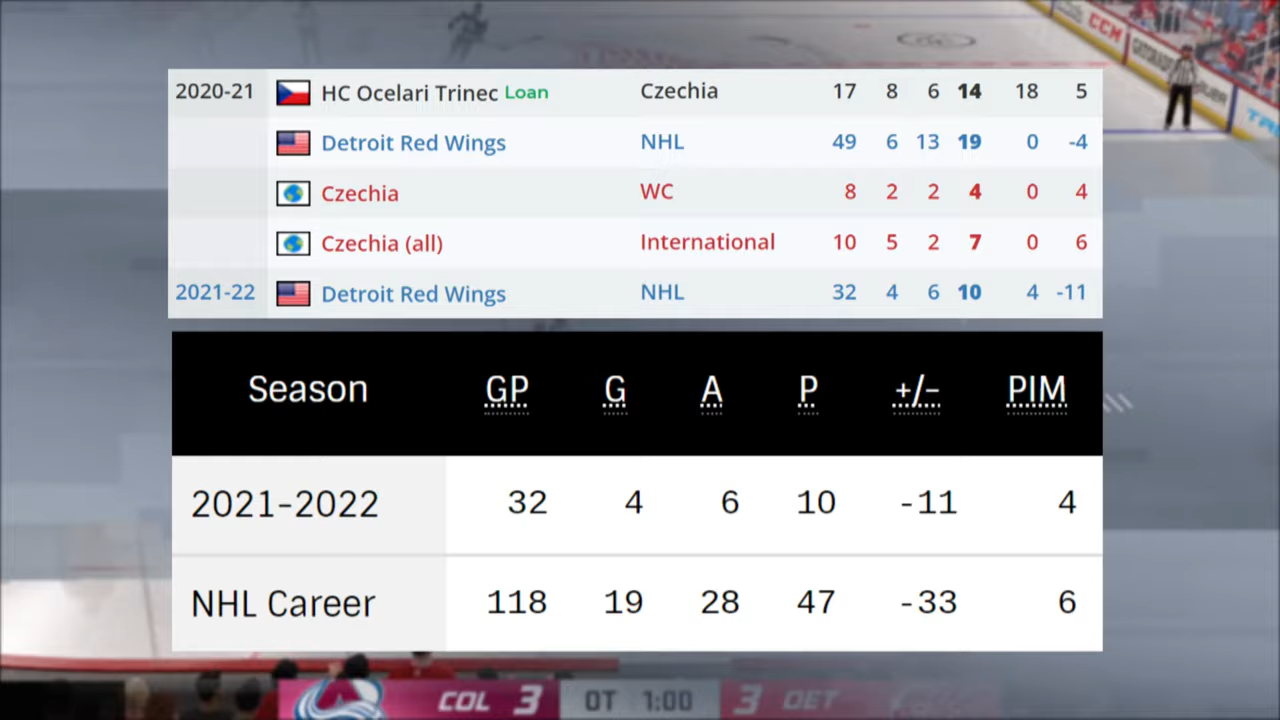 2020-21 HC Ocelari Trinec Loan Czechia 17 8 6 14 18 5
Detroit Red Wings NHL 49 6 13 19 0 -4
Czechia WC 8 2 2 4 0 4
Czechia (all) International 10 5 2 7 0 6
2021-22 Detroit Red Wings NHL 32 4 6 10 4 -11
Season GP G A P +/- PIM
2021-2022 32 4 6 10 -11 4
NHL Career 118 19 28 47 -33 6
CCM
GATORADE
COL 3 OT 1:00 3 DET